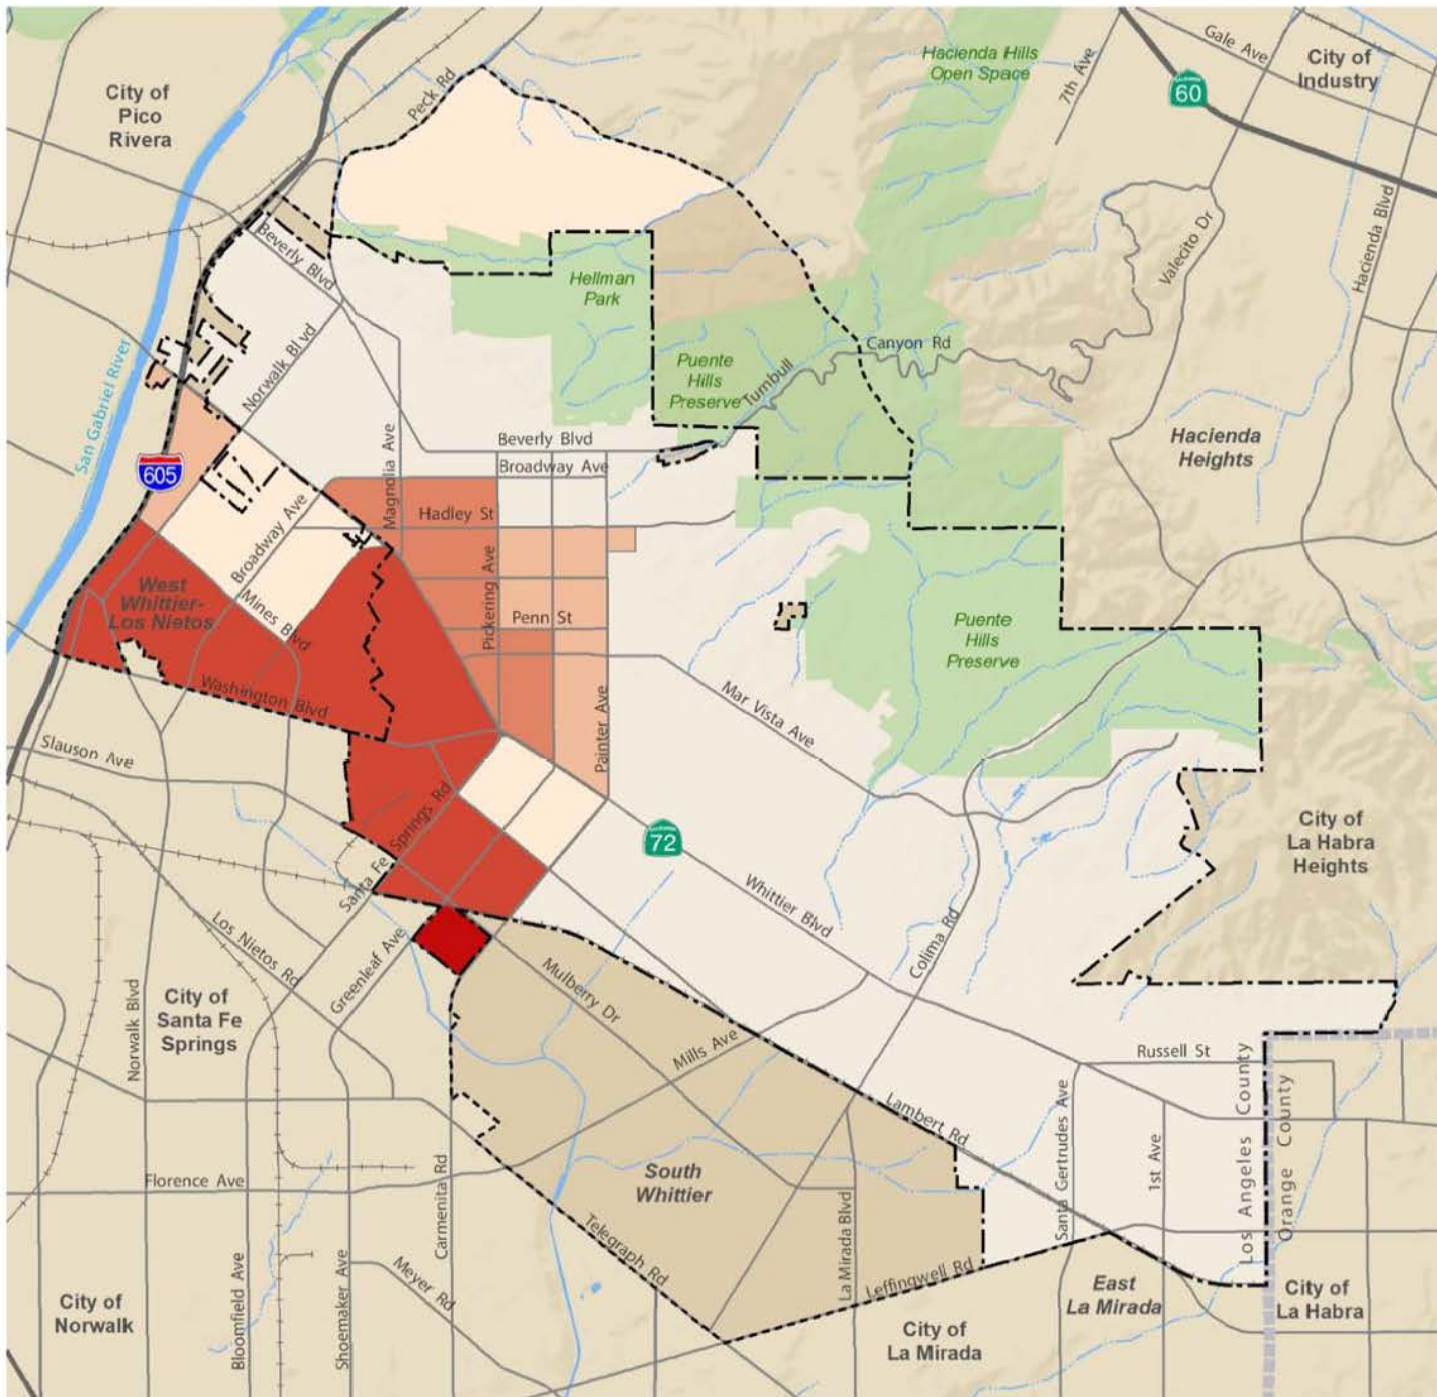 City of
Pico
Rivera
Peck Rd
Hacienda Hills
Open Space
7th Ave
Gale Ave
City of
Industry
60
Hacienda Blvd
Valecito Dr
Beverly Blvd
Hellman
Park
Norwalk Blvd
San Gabriel River
605
Puente
Hills
Preserve
Turnbull
Canyon Rd
Hacienda
Heights
Beverly Blvd
Broadway Ave
Magnolia Ave
Hadley St
Broadway Ave
Pickering Ave
Penn St
West
Whittier-
Los Nietos
Mines Blvd
Puente
Hills
Preserve
Washington Blvd
Mar Vista Ave
Painter Ave
Slauson Ave
Santa Fe Springs Rd
72
City of
La Habra
Heights
Whittier Blvd
Colima Rd
Los Nietos Rd
Greenleaf Ave
Mulberry Dr
Norwalk Blvd
City of
Santa Fe
Springs
Mills Ave
Russell St
Lambert Rd
Santa Gertrudes Ave
1st Ave
Los Angeles County
Orange County
Florence Ave
Carmenita Rd
South
Whittier
Telegraph Rd
La Mirada Blvd
Leffingwell Rd
Bloomfield Ave
Shoemaker Ave
Meyer Rd
City of
Norwalk
East
La Mirada
City of
La Habra
City of
La Mirada